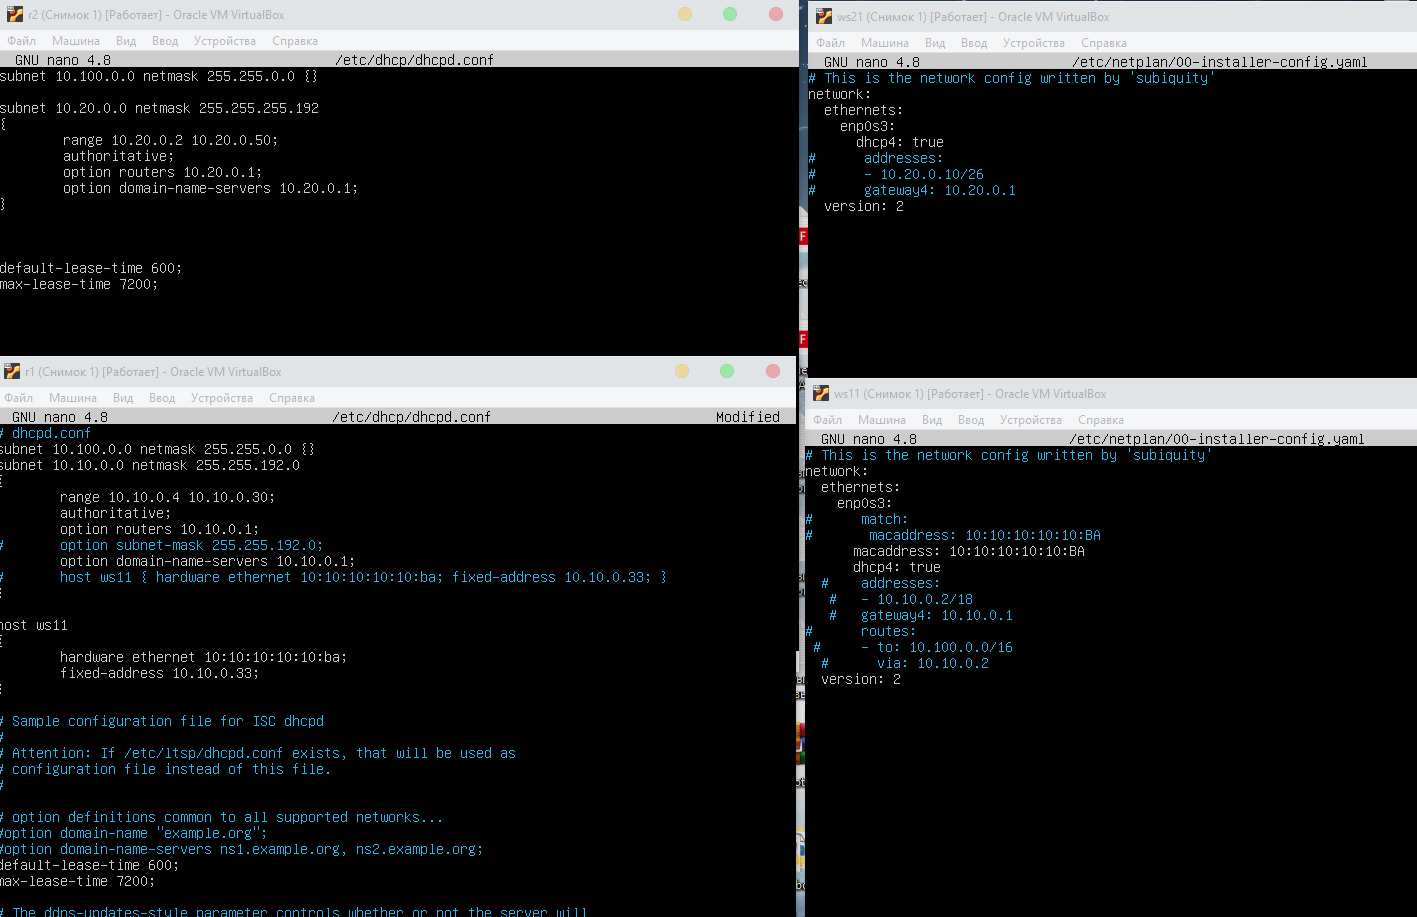 r2 (Снимок 1) [Работает] - Oracle VM VirtualBox
Файл Машина Вид Ввод Устройства Справка
GNU nano 4.8 /etc/dhcp/dhcpd.conf
subnet 10.100.0.0 netmask 255.255.0.0 {}
subnet 10.20.0.0 netmask 255.255.255.192
{
range 10.20.0.2 10.20.0.50;
authoritative;
option routers 10.20.0.1;
option domain-name-servers 10.20.0.1;
}
default-lease-time 600;
max-lease-time 7200;
r1 (Снимок 1) [Работает] - Oracle VM VirtualBox
Файл Машина Вид Ввод Устройства Справка
GNU nano 4.8 /etc/dhcp/dhcpd.conf Modified
# dhcpd.conf
subnet 10.100.0.0 netmask 255.255.0.0 {}
subnet 10.10.0.0 netmask 255.255.192.0
{
range 10.10.0.4 10.10.0.30;
authoritative;
option routers 10.10.0.1;
# option subnet-mask 255.255.192.0;
option domain-name-servers 10.10.0.1;
# host ws11 { hardware ethernet 10:10:10:10:10:ba; fixed-address 10.10.0.33; }
}
host ws11
{
hardware ethernet 10:10:10:10:10:ba;
fixed-address 10.10.0.33;
}
# Sample configuration file for ISC dhcpd
#
# Attention: If /etc/ltsp/dhcpd.conf exists, that will be used as
# configuration file instead of this file.
#
# option definitions common to all supported networks...
#option domain-name "example.org";
#option domain-name-servers ns1.example.org, ns2.example.org;
default-lease-time 600;
max-lease-time 7200;
# The ddns-updates-style parameter controls whether or not the server will
ws21 (Снимок 1) [Работает] - Oracle VM VirtualBox
Файл Машина Вид Ввод Устройства Справка
GNU nano 4.8 /etc/netplan/00-installer-config.yaml
# This is the network config written by 'subiquity'
network:
ethernets:
enp0s3:
dhcp4: true
# addresses:
# - 10.20.0.10/26
# gateway4: 10.20.0.1
version: 2
ws11 (Снимок 1) [Работает] - Oracle VM VirtualBox
Файл Машина Вид Ввод Устройства Справка
GNU nano 4.8 /etc/netplan/00-installer-config.yaml
# This is the network config written by 'subiquity'
network:
ethernets:
enp0s3:
# match:
# macaddress: 10:10:10:10:10:BA
macaddress: 10:10:10:10:10:BA
dhcp4: true
# addresses:
# - 10.10.0.2/18
# gateway4: 10.10.0.1
# routes:
# - to: 10.100.0.0/16
# via: 10.10.0.2
version: 2